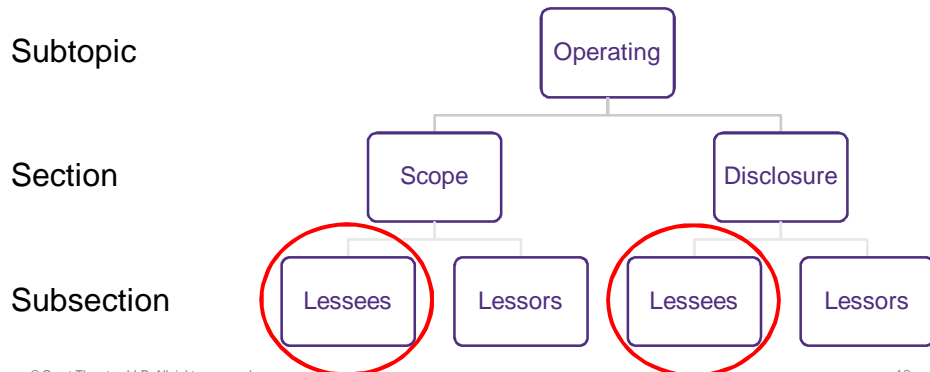 Subtopic
Operating
Section
Scope
Disclosure
Subsection
Lessees
Lessors
Lessees
Lessors